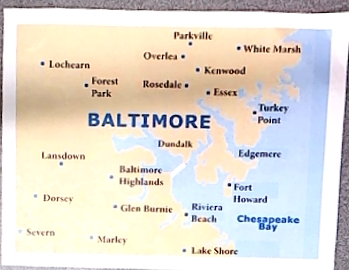 Parkville
White Marsh
Overlea
Lochearn
Kenwood
Forest
Park
Rosedale
Essex
Turkey
Point
BALTIMORE
Dundalk
Edgemere
Lansdown
Baltimore
Highlands
Fort
Howard
Dorsey
Glen Burnie
Riviera
Beach
Chesapeake
Bay
Severn
Marley
Lake Shore